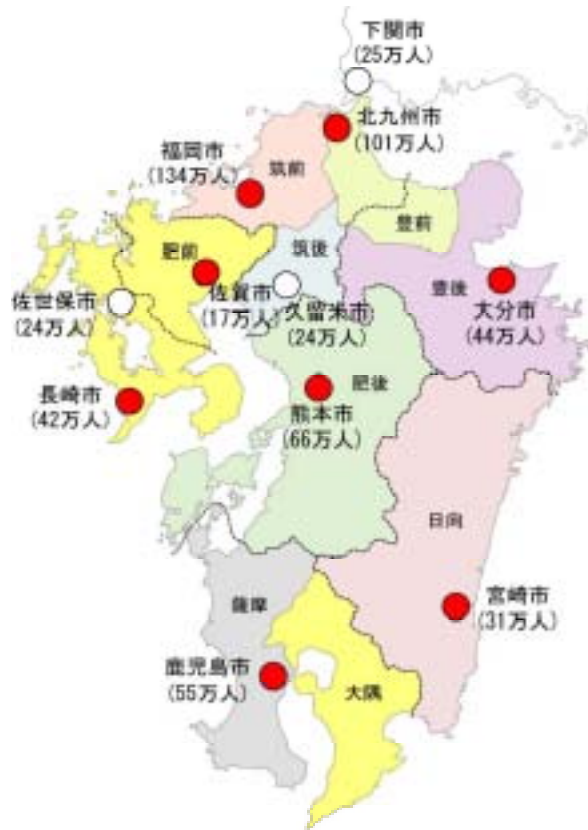 下関市
(25万人)
北九州市
(101万人)
福岡市
(134万人)
筑前
豊前
肥前
筑後
豊後
佐世保市
(24万人)
佐賀市
(17万人)
久留米市
(24万人)
大分市
(44万人)
長崎市
(42万人)
肥後
熊本市
(66万人)
日向
薩摩
宮崎市
(31万人)
鹿児島市
(55万人)
大隅